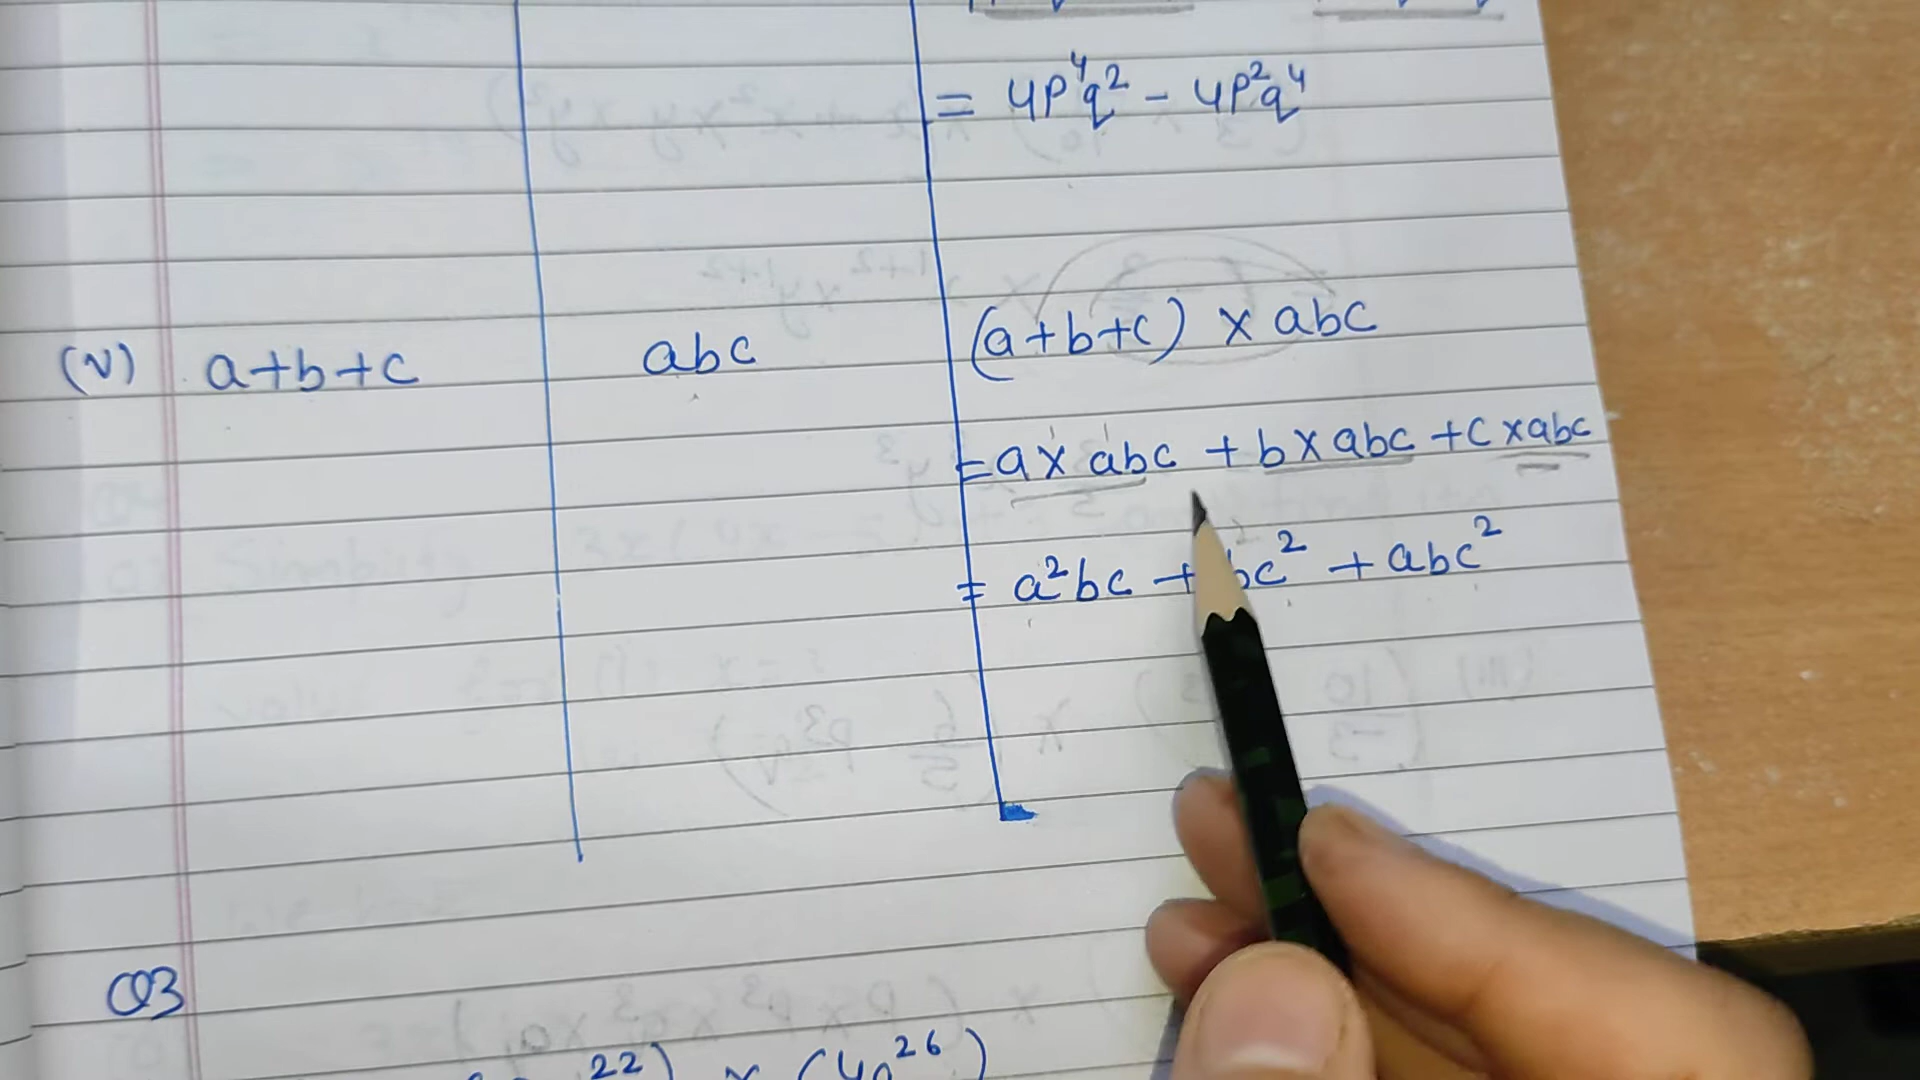 = 4p⁴q² - 4p²q⁴
(v) a+b+c abc (a+b+c) × abc
= a × abc + b × abc + c × abc
= a²bc + bc² + abc²
Q3
²²) × (4a²⁶)